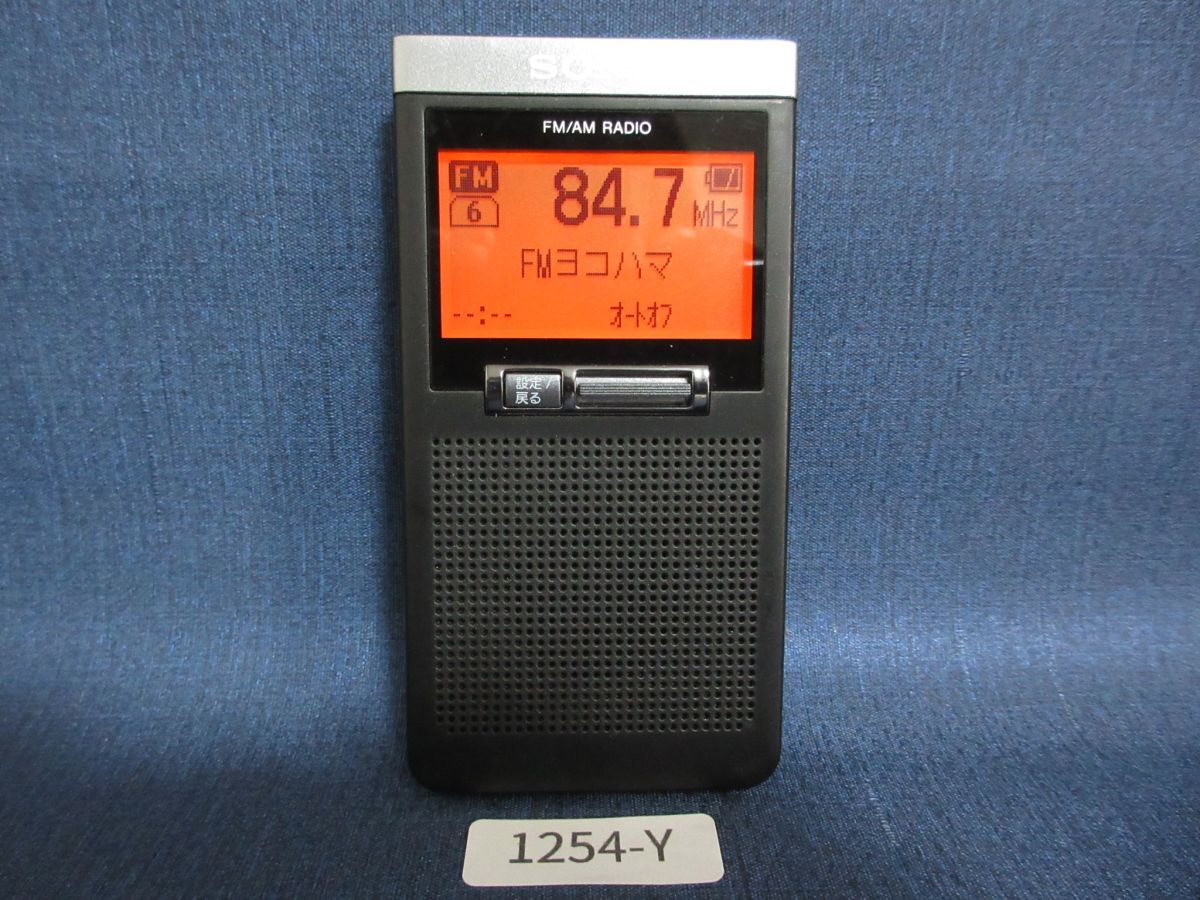 SONY
FM/AM RADIO
FM 84.7 MHz
6
FMヨコハマ
--:-- オートオフ
設定/
戻る
1254-Y